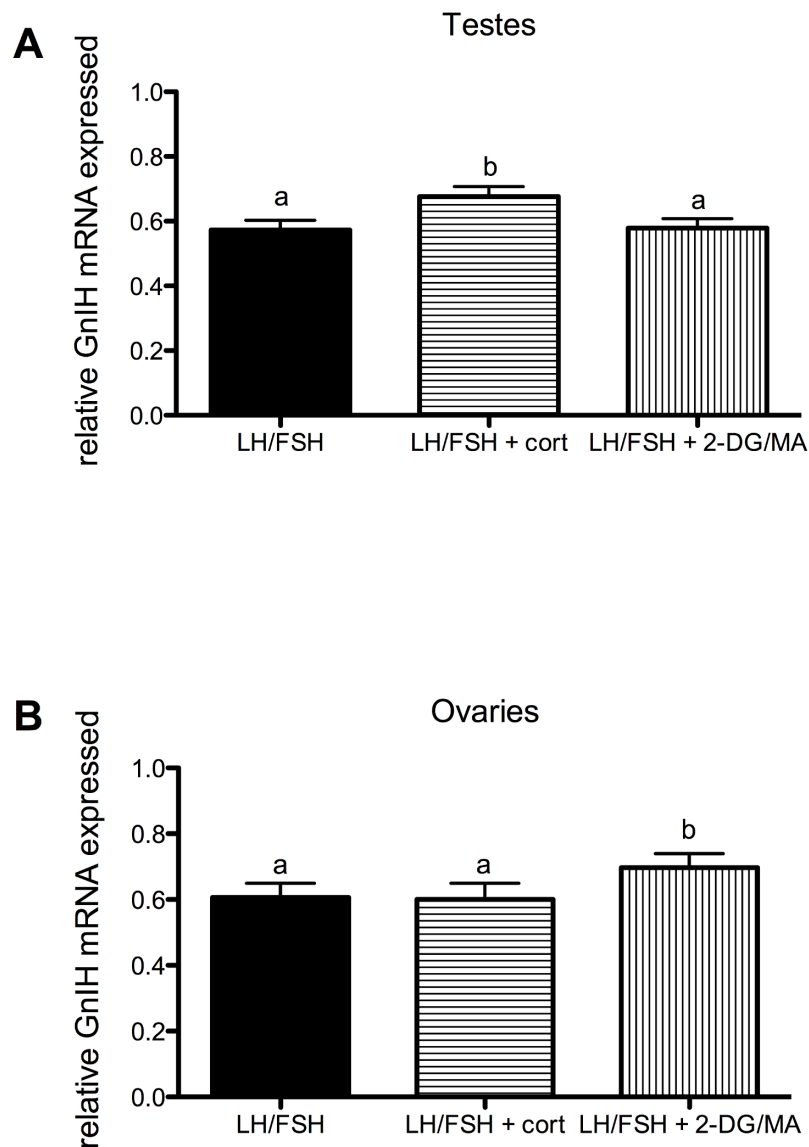 A
Testes
relative GnIH mRNA expressed
1.0
0.8
0.6
0.4
0.2
0.0
a
b
a
LH/FSH
LH/FSH + cort
LH/FSH + 2-DG/MA
B
Ovaries
relative GnIH mRNA expressed
1.0
0.8
0.6
0.4
0.2
0.0
a
a
b
LH/FSH
LH/FSH + cort
LH/FSH + 2-DG/MA